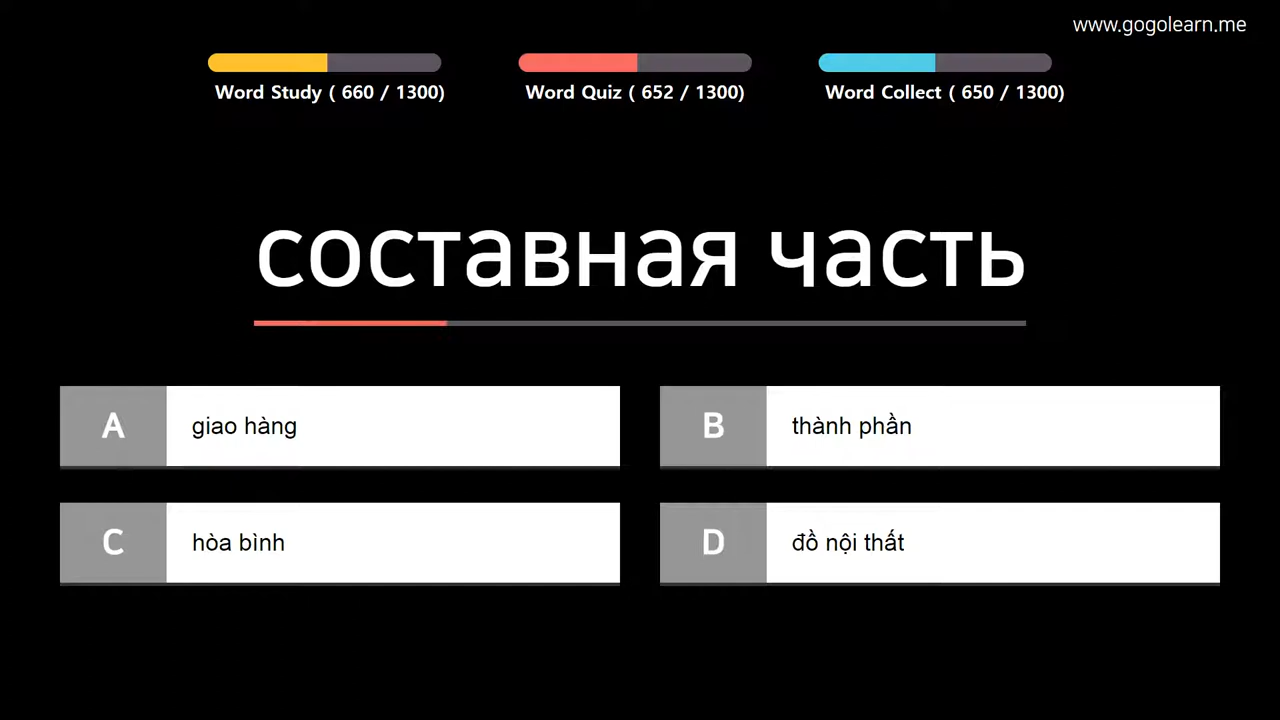 www.gogolearn.me
Word Study ( 660 / 1300)
Word Quiz ( 652 / 1300)
Word Collect ( 650 / 1300)
составная часть
A giao hàng
B thành phần
C hòa bình
D đồ nội thất